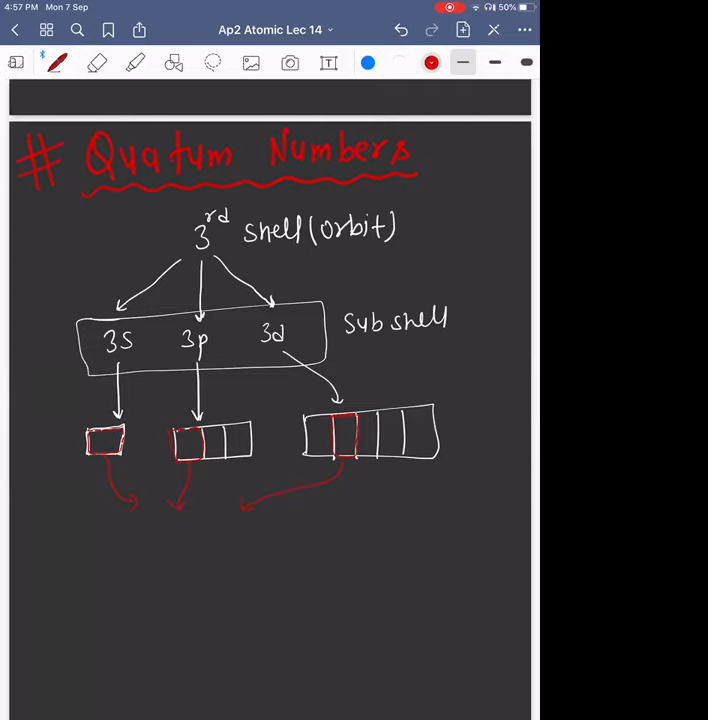 4:57 PM Mon 7 Sep
50%
Ap2 Atomic Lec 14
T
# Quatum Numbers
3rd shell (orbit)
3s 3p 3d
Sub shell